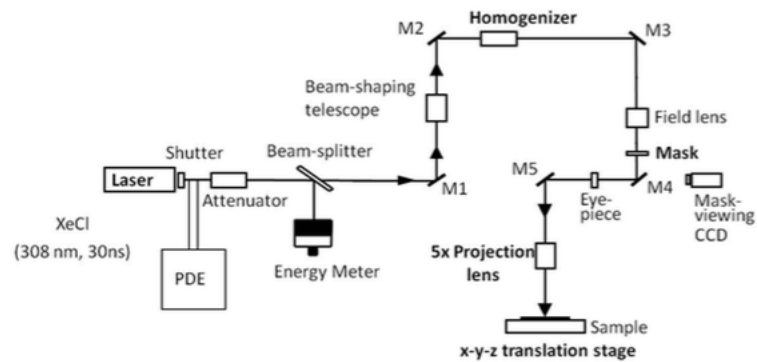 Homogenizer
M2
M3
Beam-shaping
telescope
Field lens
Shutter
Beam-splitter
Mask
Laser
M5
Attenuator
M1
M4
Eye-
piece
Mask-
viewing
CCD
XeCl
(308 nm, 30ns)
PDE
Energy Meter
5x Projection
lens
Sample
x-y-z translation stage